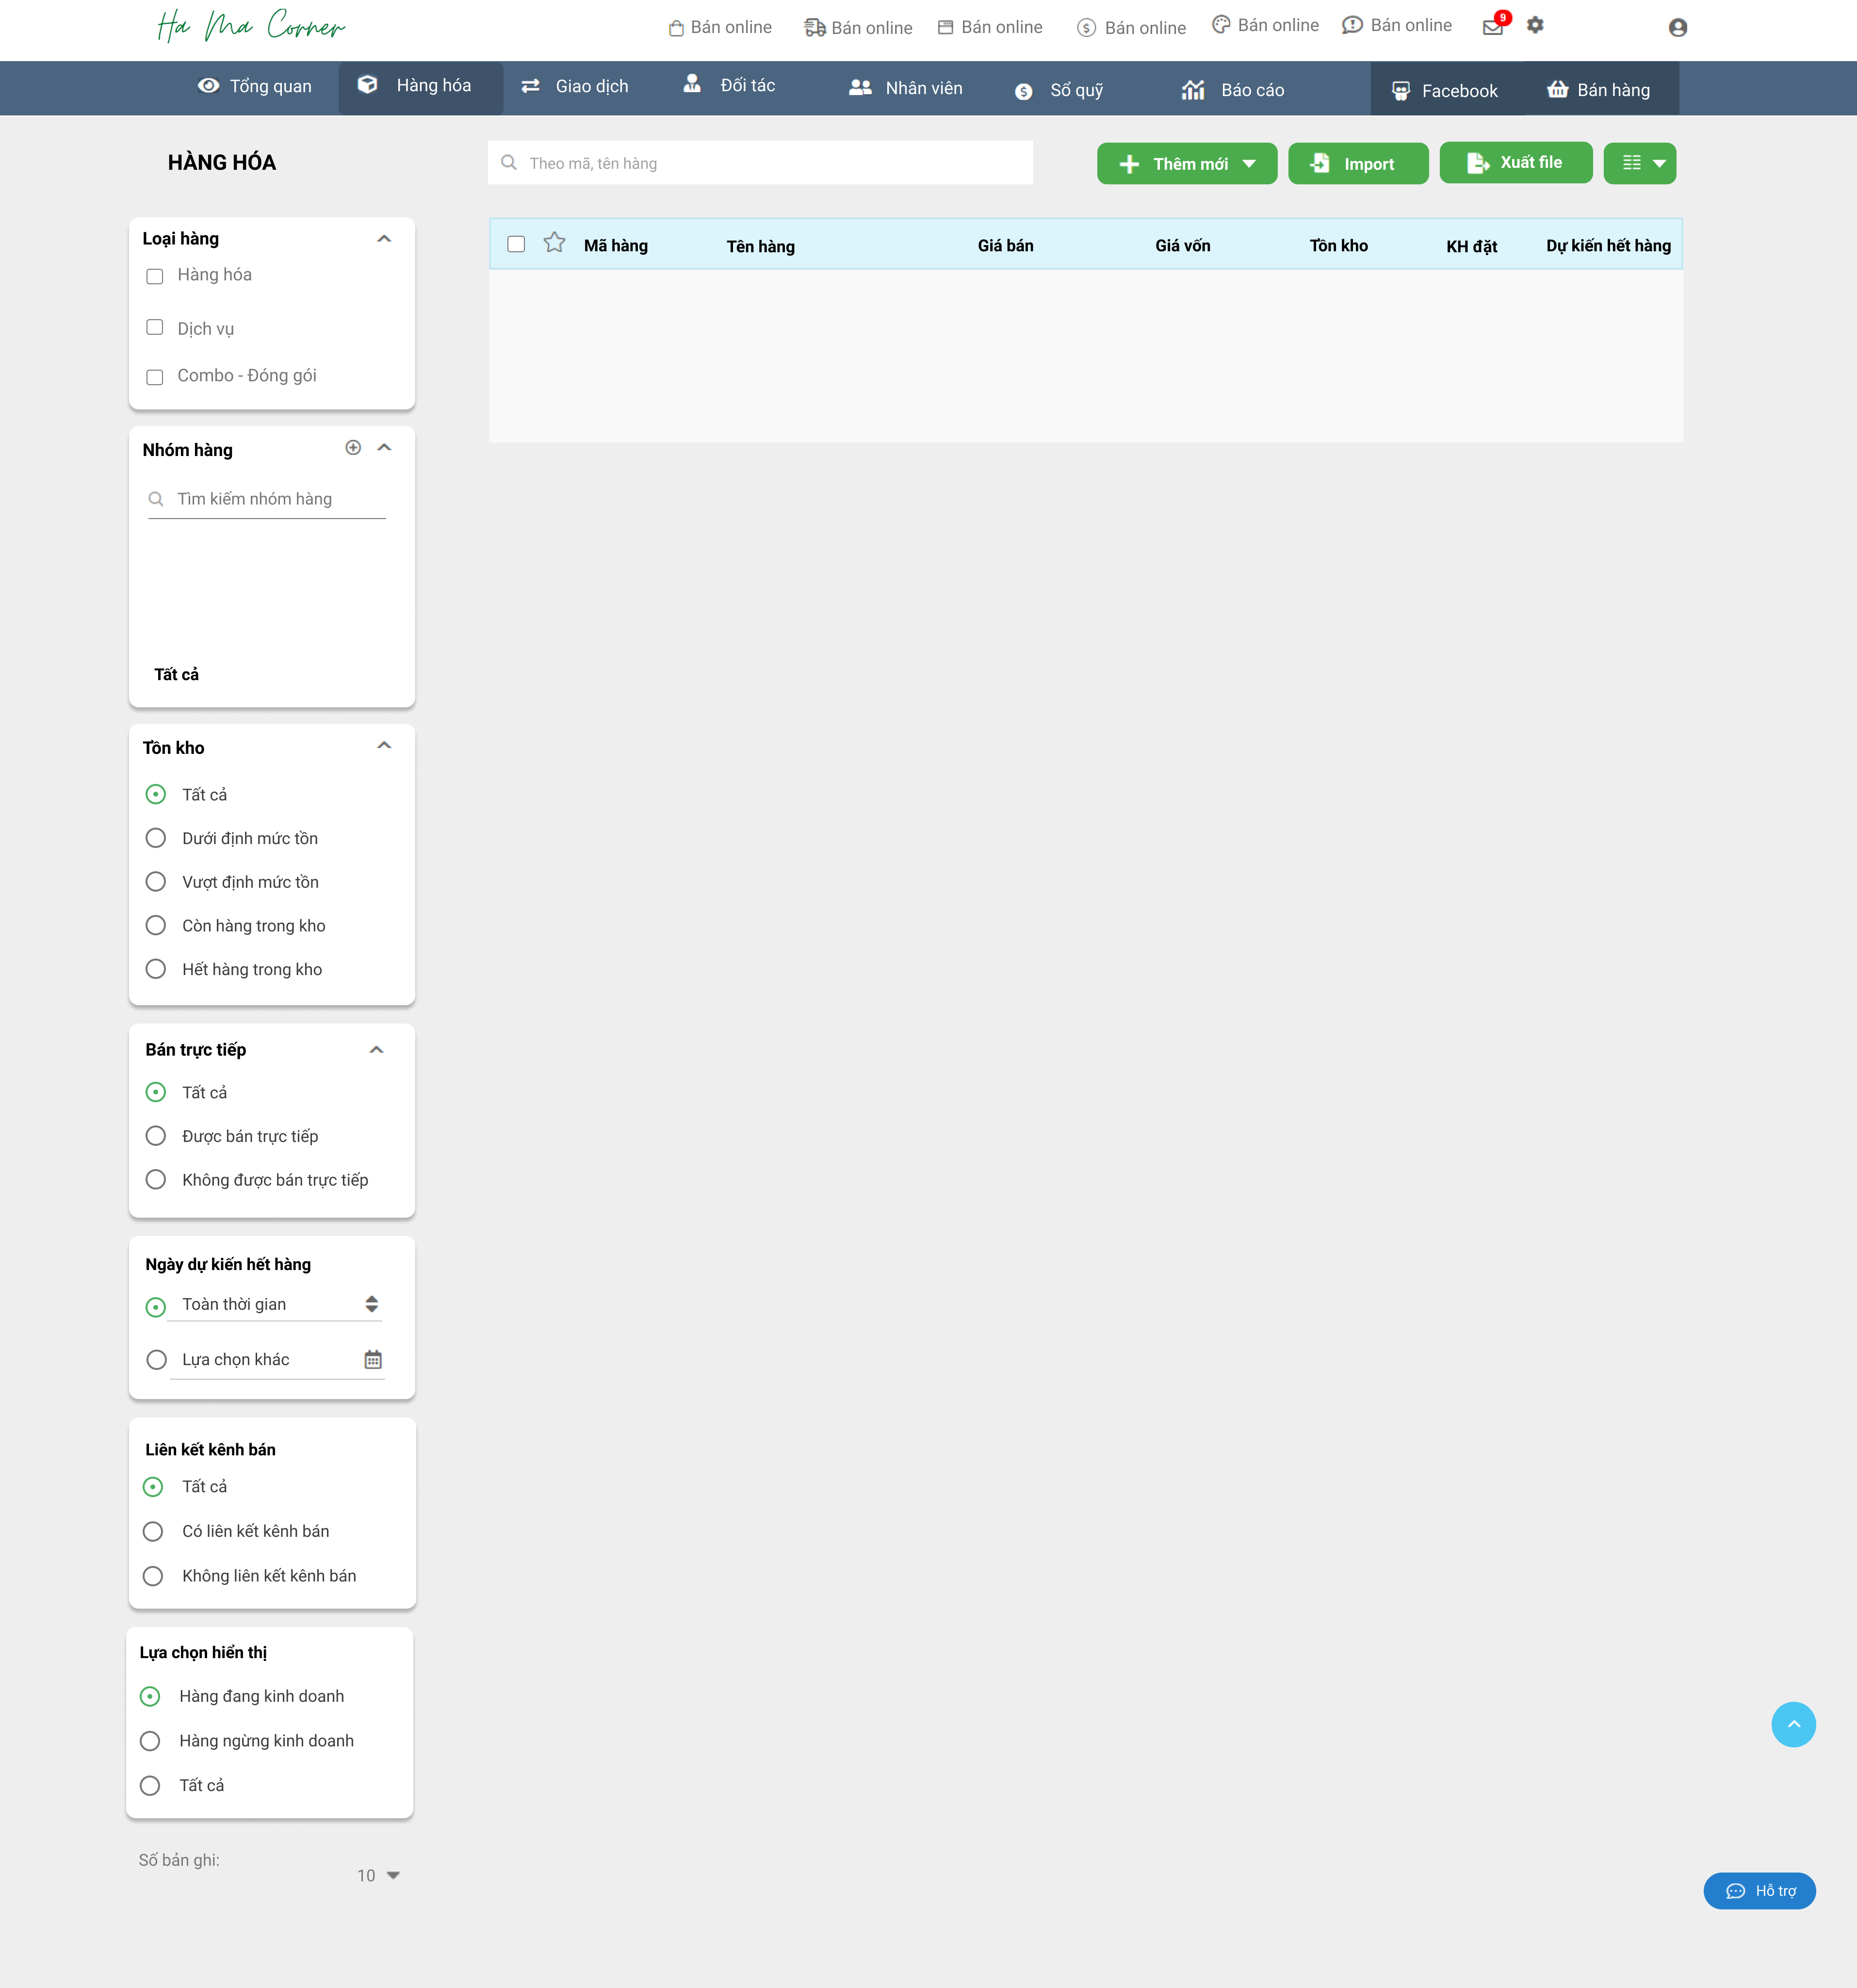 Ha Ma Corner
Bán online Bán online Bán online Bán online Bán online Bán online 9
Tổng quan Hàng hóa Giao dịch Đối tác Nhân viên Sổ quỹ Báo cáo Facebook Bán hàng
HÀNG HÓA
Theo mã, tên hàng
Thêm mới Import Xuất file
Mã hàng Tên hàng Giá bán Giá vốn Tồn kho KH đặt Dự kiến hết hàng
Loại hàng
Hàng hóa
Dịch vụ
Combo - Đóng gói
Nhóm hàng
Tìm kiếm nhóm hàng
Tất cả
Tồn kho
Tất cả
Dưới định mức tồn
Vượt định mức tồn
Còn hàng trong kho
Hết hàng trong kho
Bán trực tiếp
Tất cả
Được bán trực tiếp
Không được bán trực tiếp
Ngày dự kiến hết hàng
Toàn thời gian
Lựa chọn khác
Liên kết kênh bán
Tất cả
Có liên kết kênh bán
Không liên kết kênh bán
Lựa chọn hiển thị
Hàng đang kinh doanh
Hàng ngừng kinh doanh
Tất cả
Số bản ghi:
10
Hỗ trợ